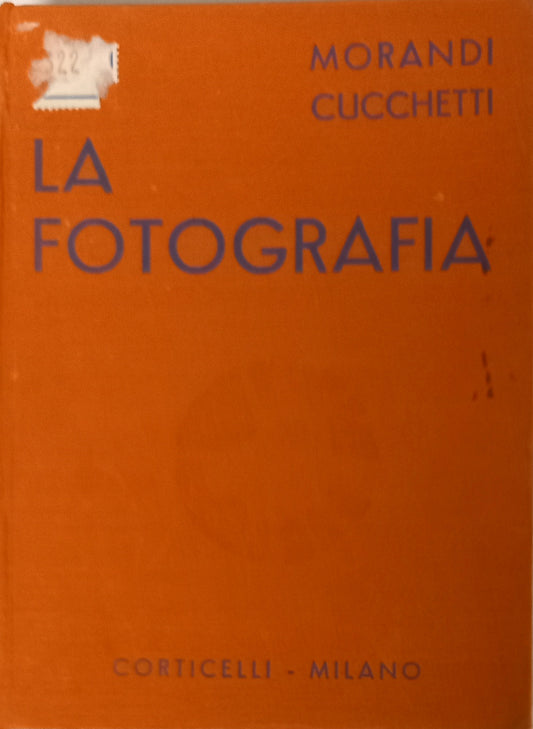 22
MORANDI
CUCCHETTI
LA
FOTOGRAFIA
CORTICELLI - MILANO